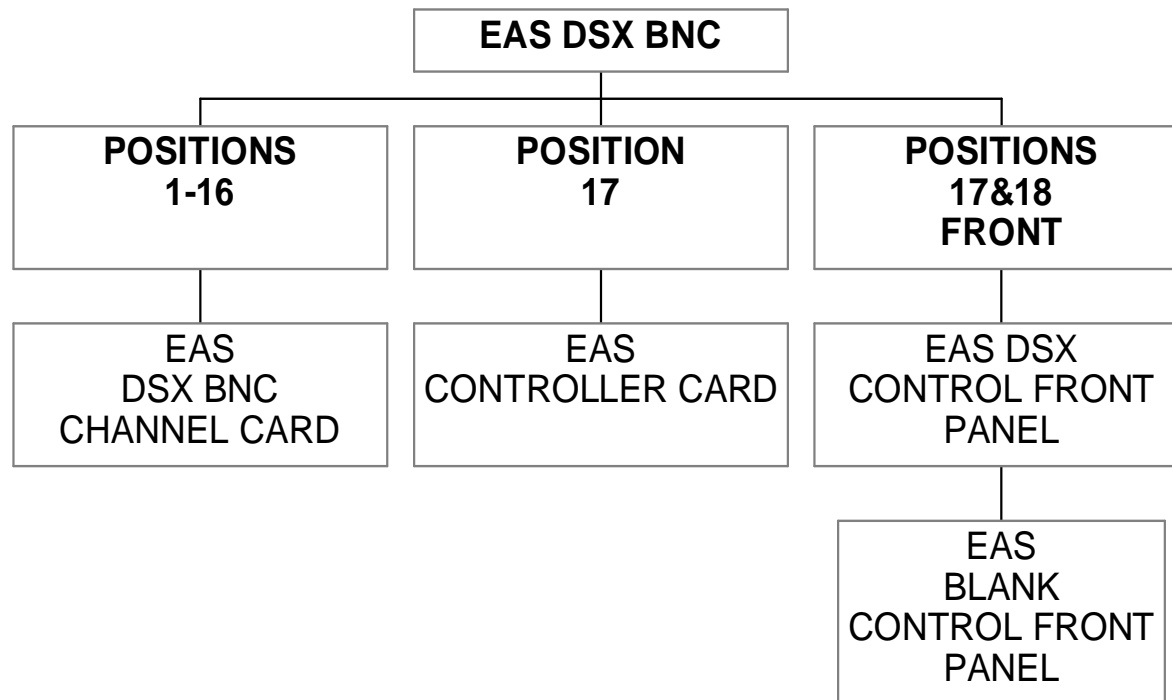 EAS DSX BNC
POSITIONS
1-16
POSITION
17
POSITIONS
17&18
FRONT
EAS
DSX BNC
CHANNEL CARD
EAS
CONTROLLER CARD
EAS DSX
CONTROL FRONT
PANEL
EAS
BLANK
CONTROL FRONT
PANEL